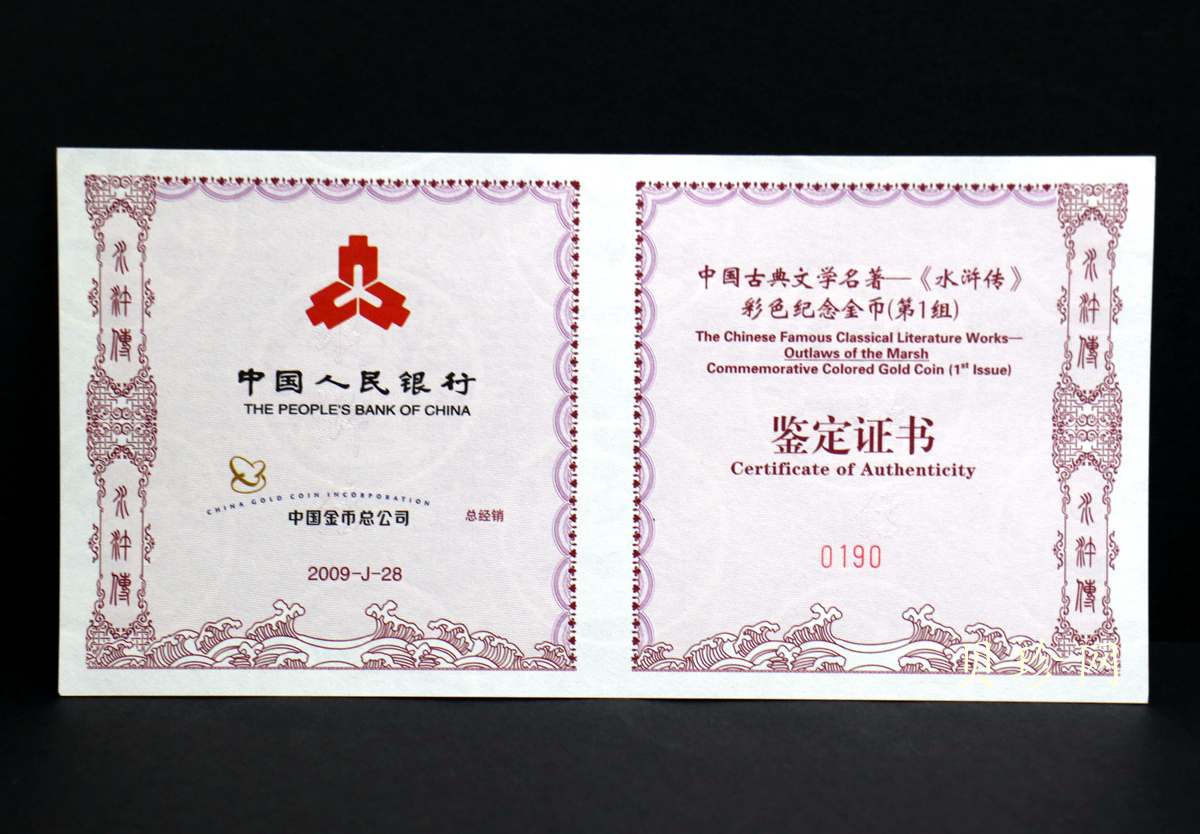 水滸傳
水滸傳
中国人民银行
THE PEOPLE'S BANK OF CHINA
CHINA GOLD COIN INCORPORATION
中国金币总公司
总经销
2009-J-28
中国古典文学名著—《水浒传》
彩色纪念金币(第1组)
The Chinese Famous Classical Literature Works—
Outlaws of the Marsh
Commemorative Colored Gold Coin (1st Issue)
鉴定证书
Certificate of Authenticity
0190
水滸傳
水滸傳